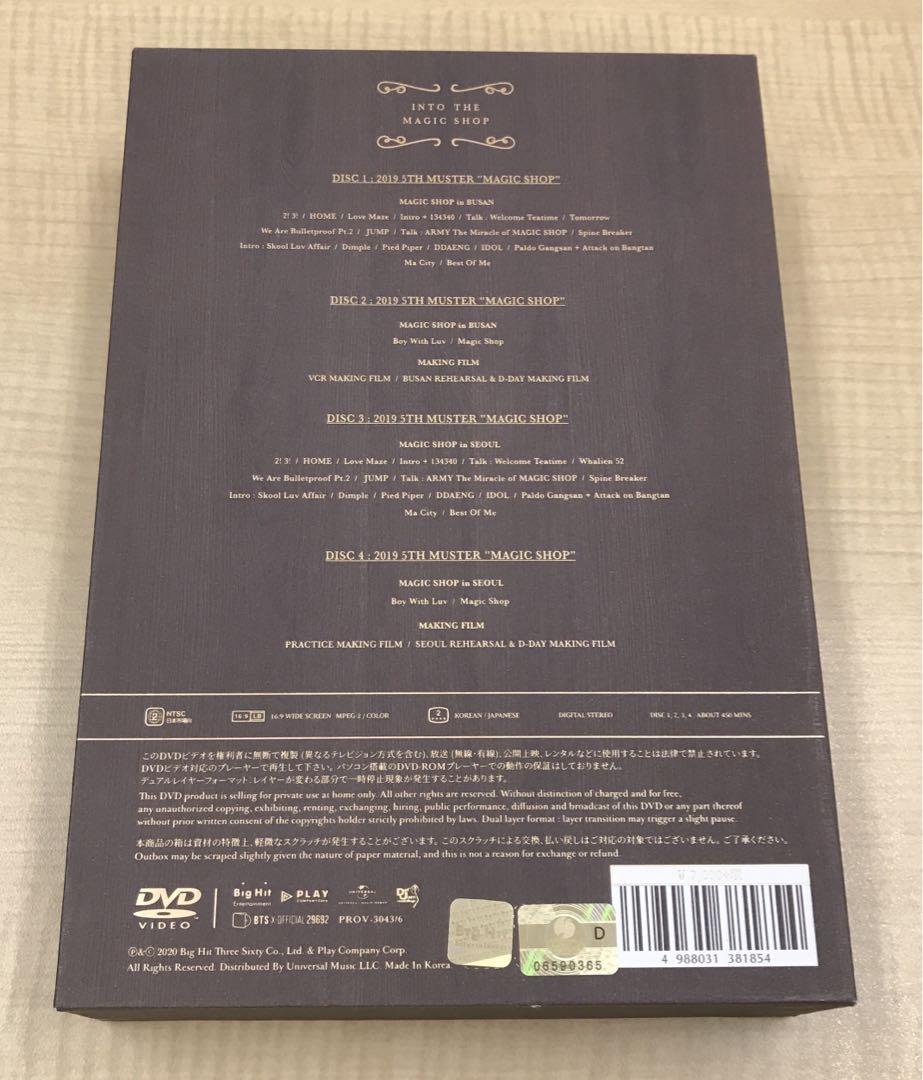 INTO THE
MAGIC SHOP
DISC 1 : 2019 5TH MUSTER "MAGIC SHOP"
MAGIC SHOP in BUSAN
2! 3! / HOME / Love Maze / Intro + 134340 / Talk : Welcome Teatime / Tomorrow
We Are Bulletproof Pt.2 / JUMP / Talk : ARMY The Miracle of MAGIC SHOP / Spine Breaker
Intro : Skool Luv Affair / Dimple / Pied Piper / DDAENG / IDOL / Paldo Gangsan + Attack on Bangtan
Ma City / Best Of Me
DISC 2 : 2019 5TH MUSTER "MAGIC SHOP"
MAGIC SHOP in BUSAN
Boy With Luv / Magic Shop
MAKING FILM
VCR MAKING FILM / BUSAN REHEARSAL & D-DAY MAKING FILM
DISC 3 : 2019 5TH MUSTER "MAGIC SHOP"
MAGIC SHOP in SEOUL
2! 3! / HOME / Love Maze / Intro + 134340 / Talk : Welcome Teatime / Whalien 52
We Are Bulletproof Pt.2 / JUMP / Talk : ARMY The Miracle of MAGIC SHOP / Spine Breaker
Intro : Skool Luv Affair / Dimple / Pied Piper / DDAENG / IDOL / Paldo Gangsan + Attack on Bangtan
Ma City / Best Of Me
DISC 4 : 2019 5TH MUSTER "MAGIC SHOP"
MAGIC SHOP in SEOUL
Boy With Luv / Magic Shop
MAKING FILM
PRACTICE MAKING FILM / SEOUL REHEARSAL & D-DAY MAKING FILM
2 NTSC 日本市場向 16:9 LB 16:9 WIDE SCREEN MPEG-2 / COLOR 2 KOREAN / JAPANESE DIGITAL STEREO DISC 1, 2, 3, 4 : ABOUT 450 MINS
このDVDビデオを権利者に無断で複製 (異なるテレビジョン方式を含む), 放送 (無線・有線), 公開上映, レンタルなどに使用することは法律で禁止されています。
DVDビデオ対応のプレーヤーで再生して下さい。パソコン搭載のDVD-ROMプレーヤーでの動作の保証はしておりません。
デュアルレイヤーフォーマット：レイヤーが変わる部分で一時停止現象が発生することがあります。
This DVD product is selling for private use at home only. All other rights are reserved. Without distinction of charged and for free,
any unauthorized copying, exhibiting, renting, exchanging, hiring, public performance, diffusion and broadcast of this DVD or any part thereof
without prior written consent of the copyrights holder strictly prohibited by laws. Dual layer format : layer transition may trigger a slight pause.
本商品の箱は資材の特徴上, 軽微なスクラッチが発生することがございます。このスクラッチによる交換, 払い戻しはご対応の対象ではございません。ご了承ください。
Outbox may be scraped slightly given the nature of paper material, and this is not a reason for exchange or refund.
DVD VIDEO
Big Hit Entertainment PLAY COMPANY Corp. UNIVERSAL Def Jam
BTS X-OFFICIAL 29692 PROV-3043/6
℗&© 2020 Big Hit Three Sixty Co., Ltd. & Play Company Corp.
All Rights Reserved. Distributed By Universal Music LLC. Made In Korea.
Big Hit Entertainment
D
06590365
4 988031 381854